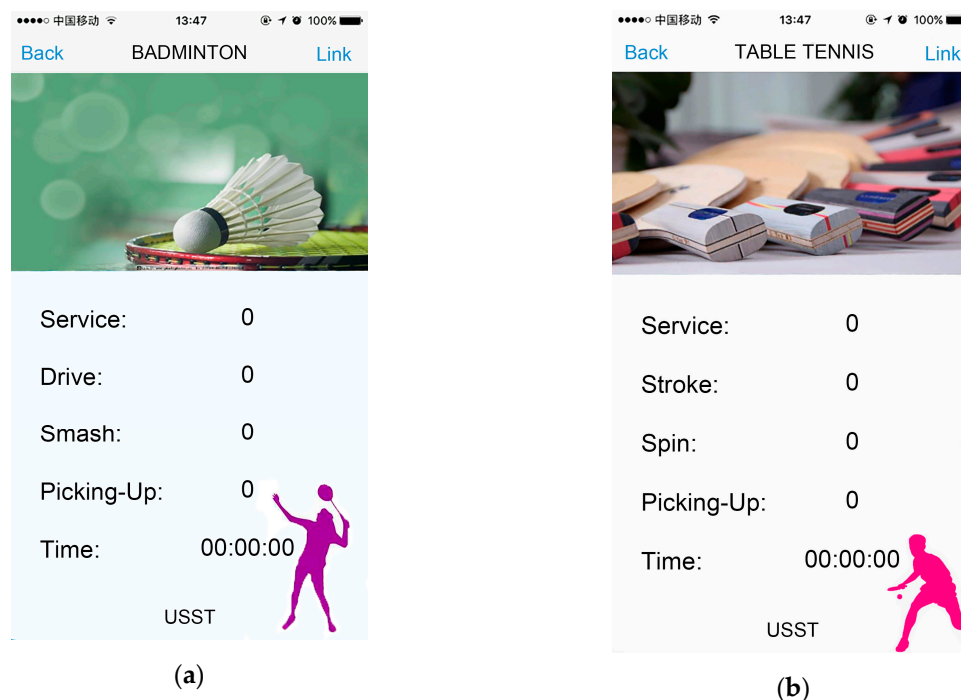 ●●●●○ 中国移动 13:47 100%
Back BADMINTON Link
Service: 0
Drive: 0
Smash: 0
Picking-Up: 0
Time: 00:00:00
USST
(a)
●●●●○ 中国移动 13:47 100%
Back TABLE TENNIS Link
Service: 0
Stroke: 0
Spin: 0
Picking-Up: 0
Time: 00:00:00
USST
(b)